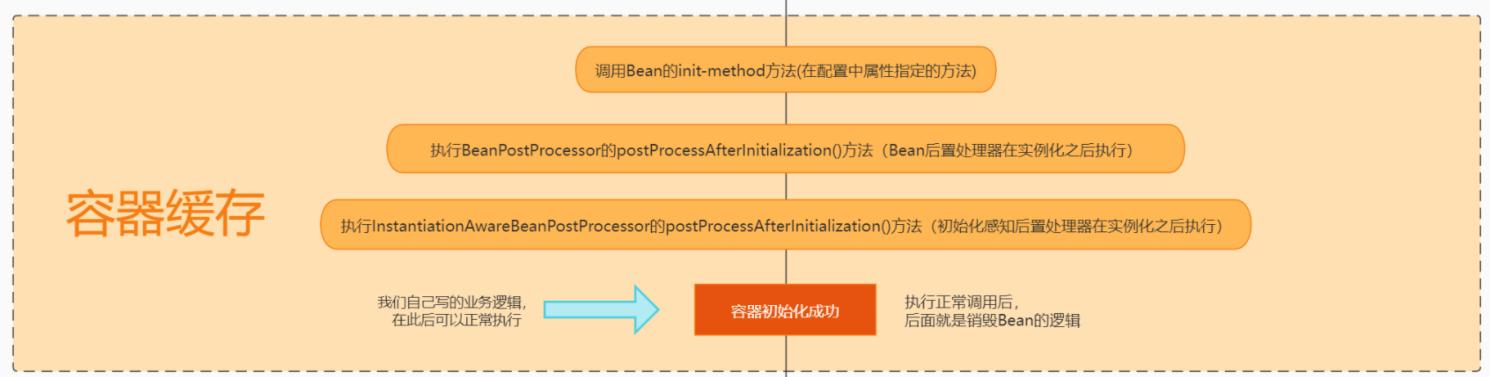 调用Bean的init-method方法(在配置中属性指定的方法)
执行BeanPostProcessor的postProcessAfterInitialization()方法（Bean后置处理器在实例化之后执行）
容器缓存
执行InstantiationAwareBeanPostProcessor的postProcessAfterInitialization()方法（初始化感知后置处理器在实例化之后执行）
我们自己写的业务逻辑，
在此后可以正常执行
容器初始化成功
执行正常调用后，
后面就是销毁Bean的逻辑